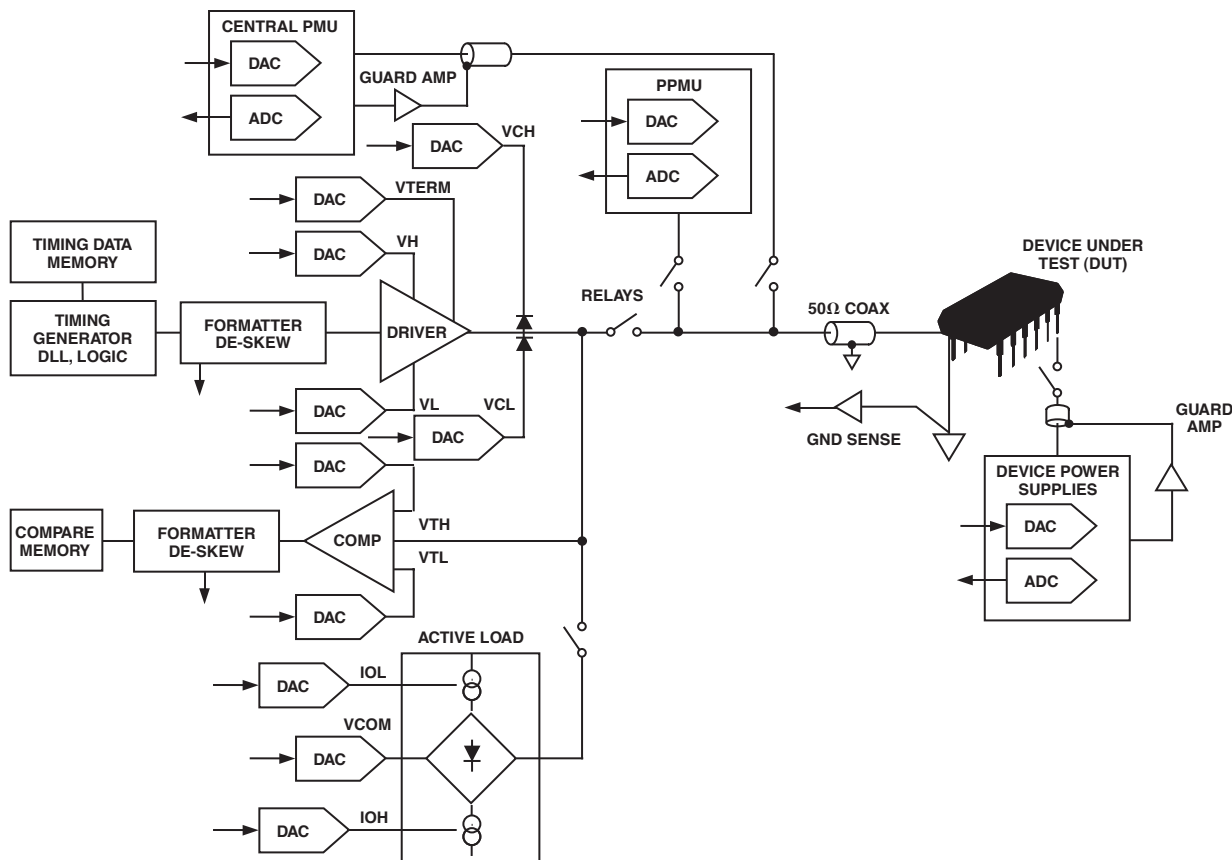 CENTRAL PMU
DAC
ADC
GUARD AMP
PPMU
DAC
ADC
DAC
VCH
DAC
VTERM
DAC
VH
TIMING DATA
MEMORY
TIMING
GENERATOR
DLL, LOGIC
FORMATTER
DE-SKEW
DRIVER
RELAYS
50Ω COAX
DEVICE UNDER
TEST (DUT)
DAC
VL
DAC
VCL
GND SENSE
GUARD
AMP
DAC
VTH
COMPARE
MEMORY
FORMATTER
DE-SKEW
COMP
VTL
DAC
DEVICE POWER
SUPPLIES
DAC
ADC
ACTIVE LOAD
DAC
IOL
DAC
VCOM
DAC
IOH